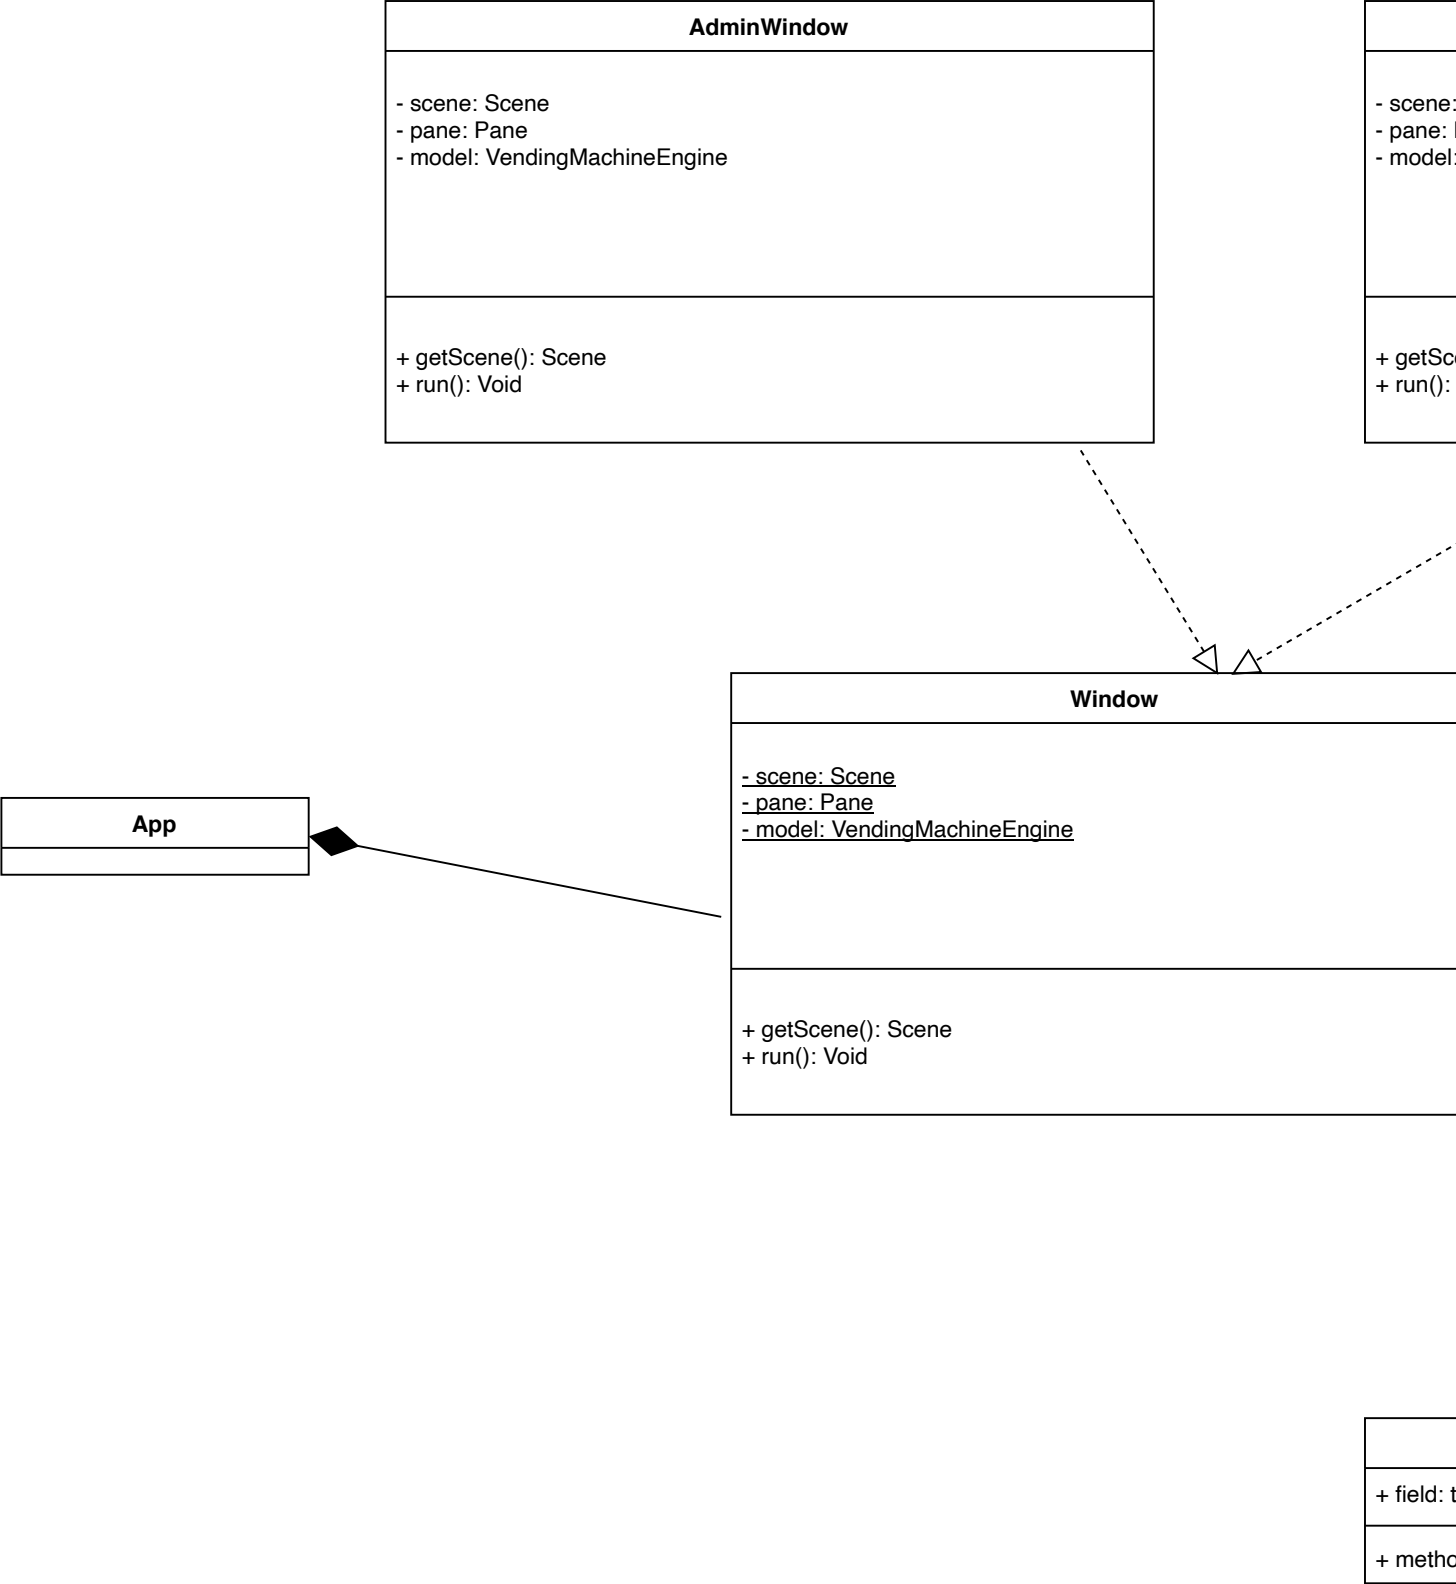 AdminWindow
- scene: Scene
- pane: Pane
- model: VendingMachineEngine
+ getScene(): Scene
+ run(): Void
- scene:
- pane:
- model:
+ run():
Window
- scene: Scene
- pane: Pane
- model: VendingMachineEngine
+ getScene(): Scene
+ run(): Void
App
+ field: